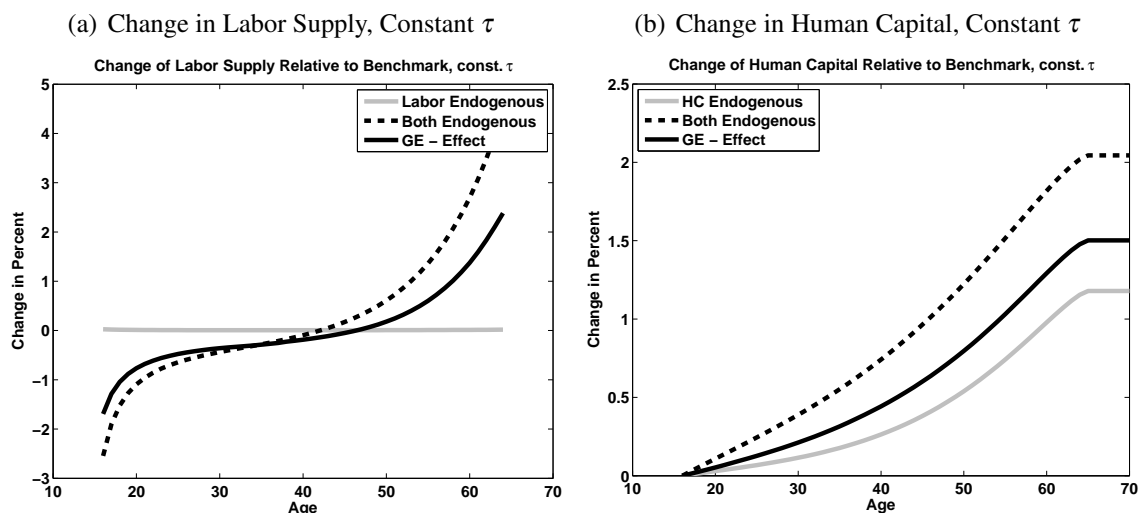 (a) Change in Labor Supply, Constant τ
Change of Labor Supply Relative to Benchmark, const. τ
5
4
3
2
1
0
−1
−2
−3
Change in Percent
Labor Endogenous
Both Endogenous
GE − Effect
10
20
30
40
50
60
70
Age
(b) Change in Human Capital, Constant τ
Change of Human Capital Relative to Benchmark, const. τ
2.5
2
1.5
1
0.5
0
Change in Percent
HC Endogenous
Both Endogenous
GE − Effect
10
20
30
40
50
60
70
Age